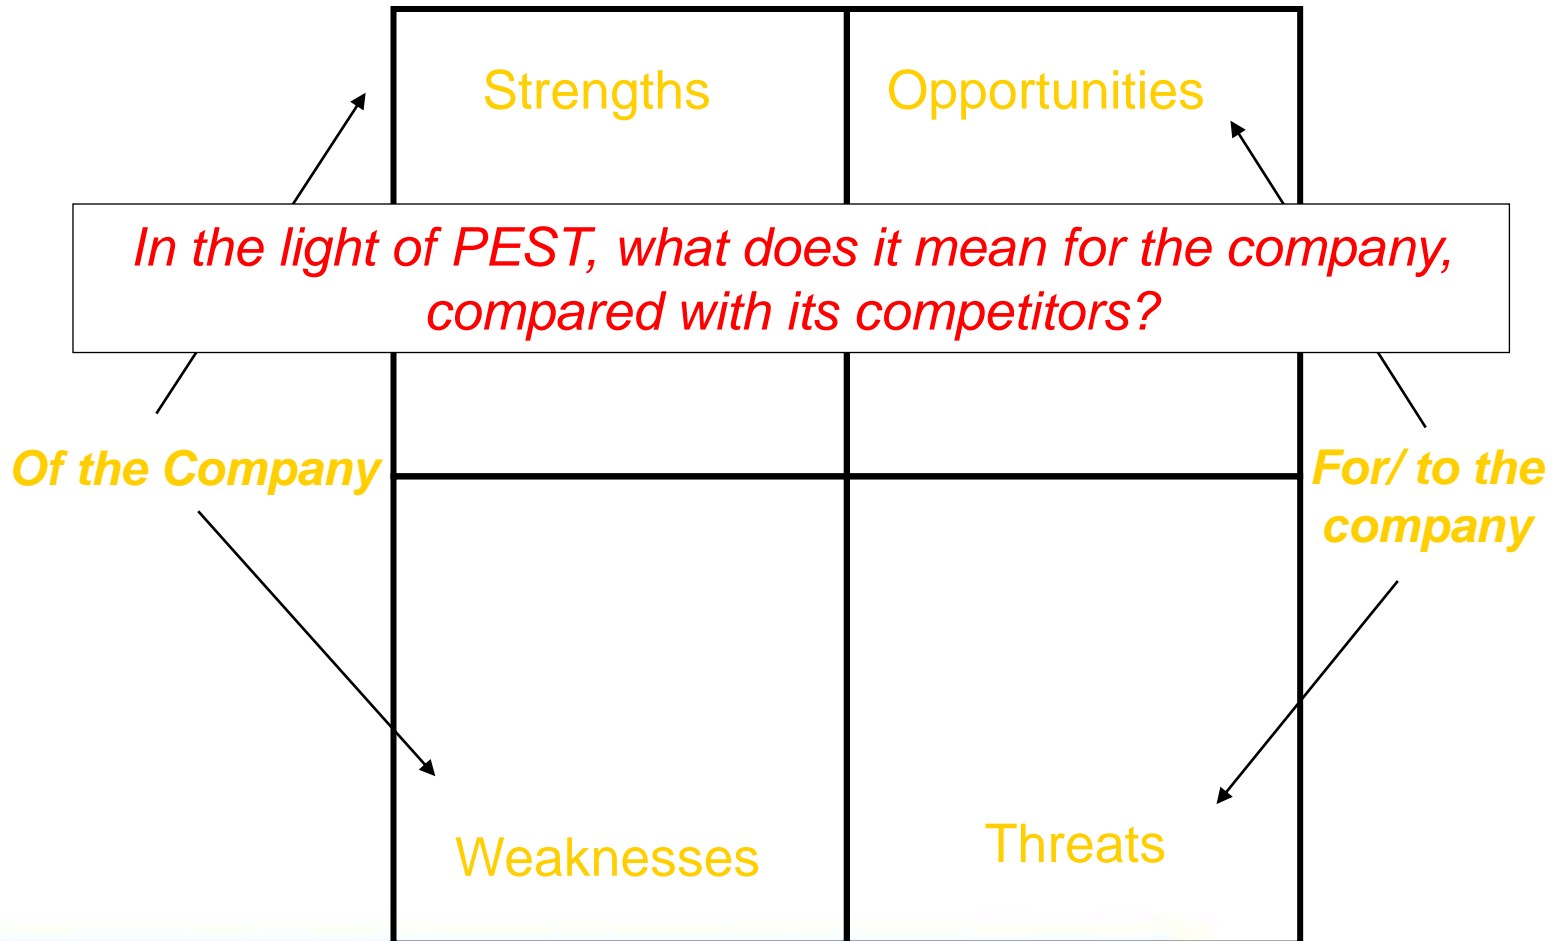 Strengths
Opportunities
In the light of PEST, what does it mean for the company,
compared with its competitors?
Of the Company
For/ to the
company
Weaknesses
Threats